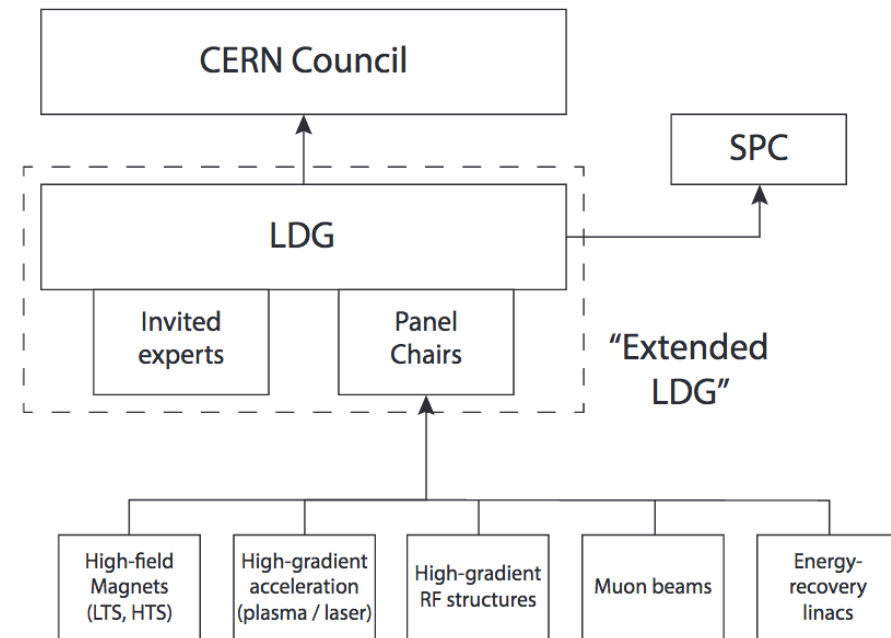 CERN Council
SPC
LDG
Invited
experts
Panel
Chairs
“Extended
LDG”
High-field
Magnets
(LTS, HTS)
High-gradient
acceleration
(plasma / laser)
High-gradient
RF structures
Muon beams
Energy-
recovery
linacs